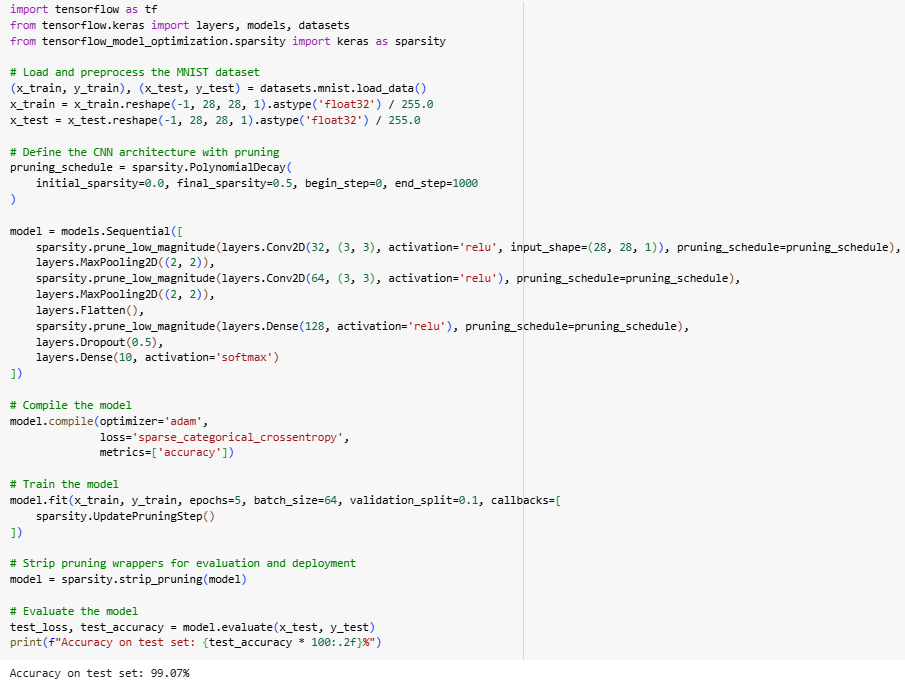 import tensorflow as tf
from tensorflow.keras import layers, models, datasets
from tensorflow_model_optimization.sparsity import keras as sparsity

# Load and preprocess the MNIST dataset
(x_train, y_train), (x_test, y_test) = datasets.mnist.load_data()
x_train = x_train.reshape(-1, 28, 28, 1).astype('float32') / 255.0
x_test = x_test.reshape(-1, 28, 28, 1).astype('float32') / 255.0

# Define the CNN architecture with pruning
pruning_schedule = sparsity.PolynomialDecay(
    initial_sparsity=0.0, final_sparsity=0.5, begin_step=0, end_step=1000
)

model = models.Sequential([
    sparsity.prune_low_magnitude(layers.Conv2D(32, (3, 3), activation='relu', input_shape=(28, 28, 1)), pruning_schedule=pruning_schedule),
    layers.MaxPooling2D((2, 2)),
    sparsity.prune_low_magnitude(layers.Conv2D(64, (3, 3), activation='relu'), pruning_schedule=pruning_schedule),
    layers.MaxPooling2D((2, 2)),
    layers.Flatten(),
    sparsity.prune_low_magnitude(layers.Dense(128, activation='relu'), pruning_schedule=pruning_schedule),
    layers.Dropout(0.5),
    layers.Dense(10, activation='softmax')
])

# Compile the model
model.compile(optimizer='adam',
              loss='sparse_categorical_crossentropy',
              metrics=['accuracy'])

# Train the model
model.fit(x_train, y_train, epochs=5, batch_size=64, validation_split=0.1, callbacks=[
    sparsity.UpdatePruningStep()
])

# Strip pruning wrappers for evaluation and deployment
model = sparsity.strip_pruning(model)

# Evaluate the model
test_loss, test_accuracy = model.evaluate(x_test, y_test)
print(f"Accuracy on test set: {test_accuracy * 100:.2f}%")

Accuracy on test set: 99.07%